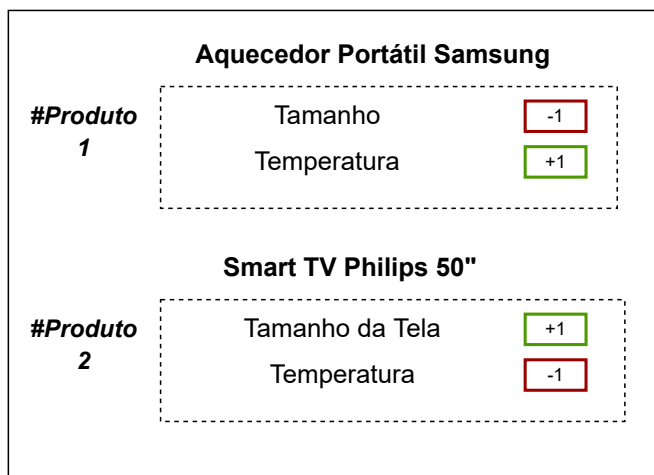 Aquecedor Portátil Samsung
#Produto
1
Tamanho -1
Temperatura +1
Smart TV Philips 50"
#Produto
2
Tamanho da Tela +1
Temperatura -1